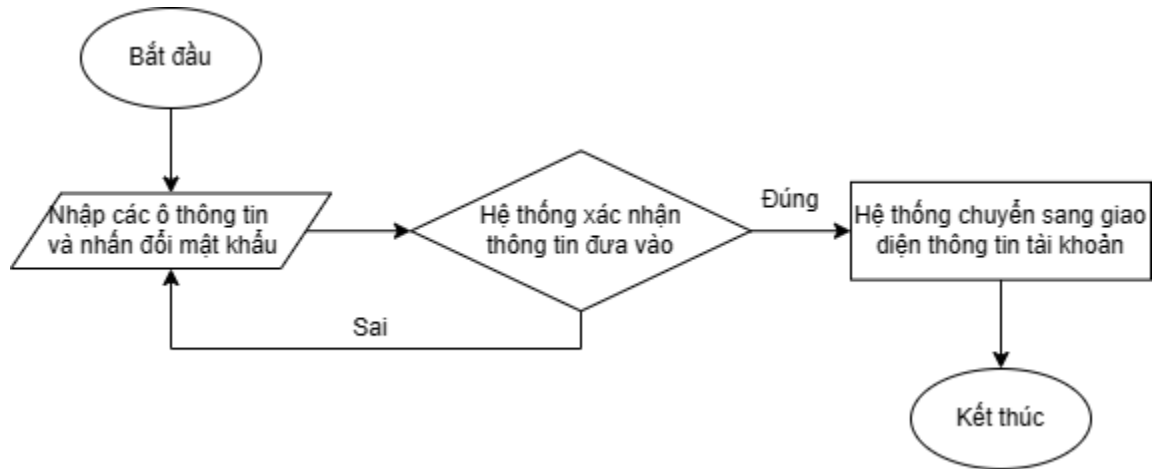 Bắt đầu
Nhập các ô thông tin
và nhấn đổi mật khẩu
Hệ thống xác nhận
thông tin đưa vào
Đúng
Hệ thống chuyển sang giao
diện thông tin tài khoản
Sai
Kết thúc